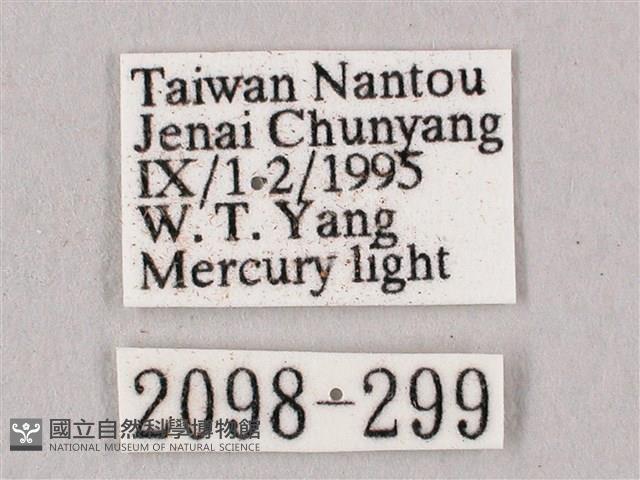 Taiwan Nantou
Jenai Chunyang
IX/1-2/1995
W. T. Yang
Mercury light
2098-299
國立自然科學博物館
NATIONAL MUSEUM OF NATURAL SCIENCE